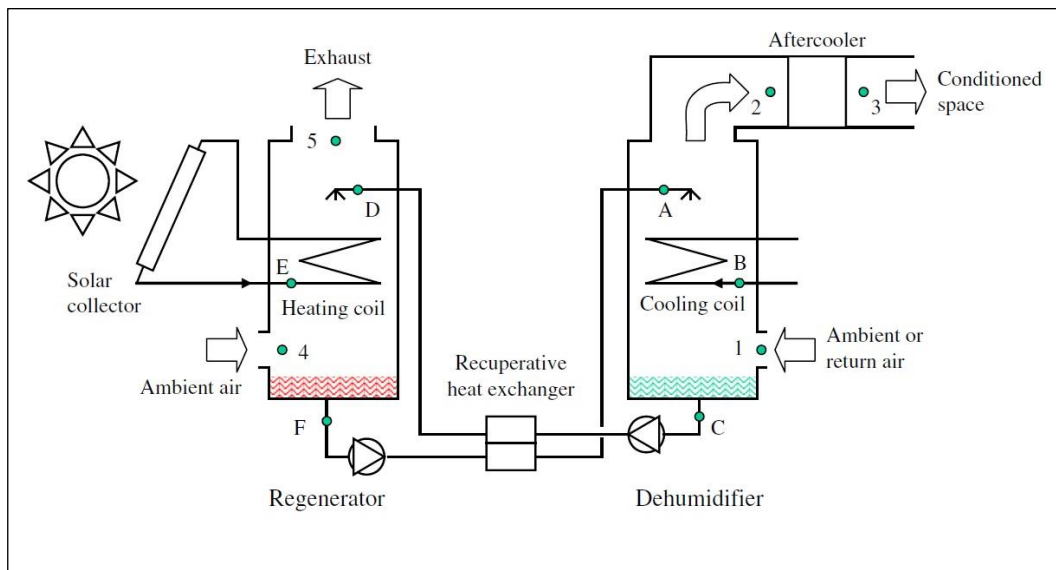 Aftercooler
Exhaust
Conditioned
space
2
3
5
D
A
E
B
Solar
collector
Heating coil
Cooling coil
4
1
Ambient or
return air
Ambient air
Recuperative
heat exchanger
F
C
Regenerator
Dehumidifier